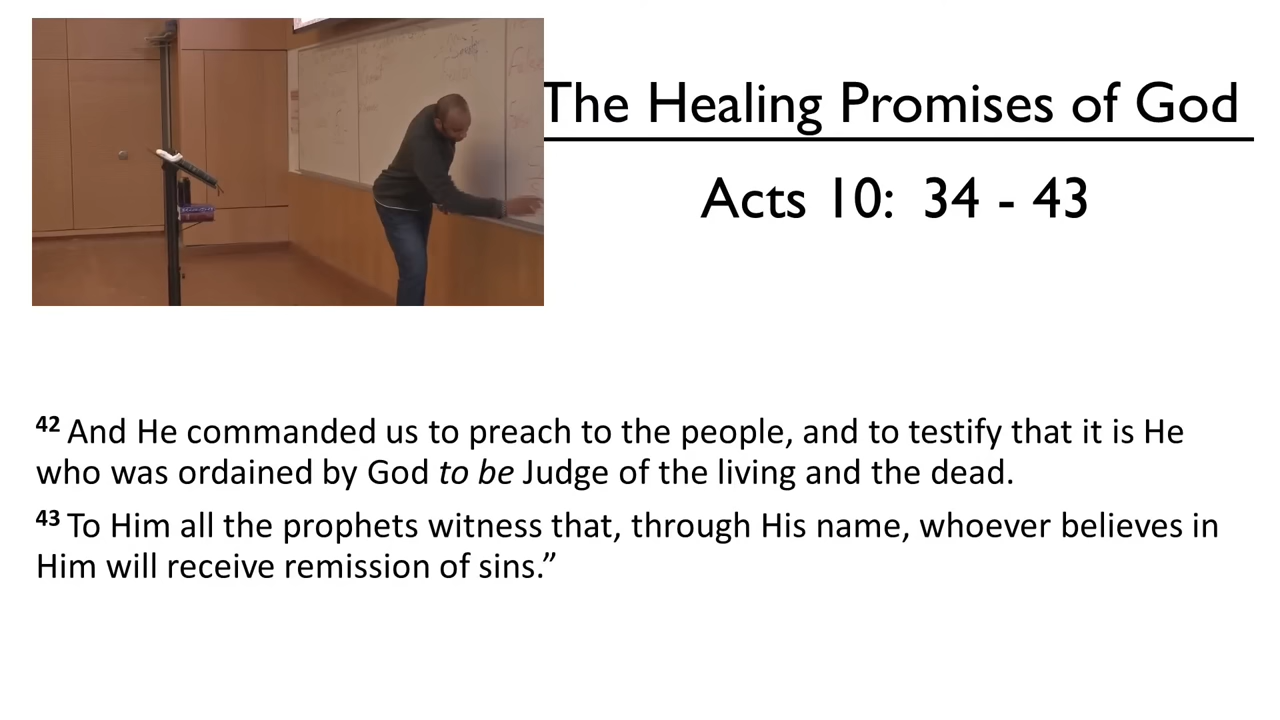 The Healing Promises of God
Acts 10: 34 - 43
42 And He commanded us to preach to the people, and to testify that it is He
who was ordained by God to be Judge of the living and the dead.
43 To Him all the prophets witness that, through His name, whoever believes in
Him will receive remission of sins.”